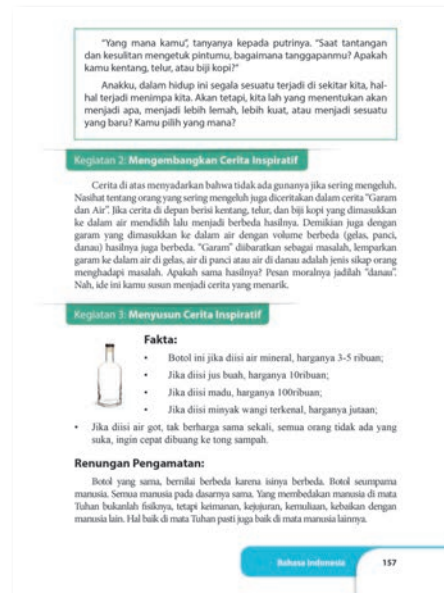 "Yang mana kamu", tanyanya kepada putrinya. "Saat tantangan
dan kesulitan mengetuk pintumu, bagaimana tanggapanmu? Apakah
kamu kentang, telur, atau biji kopi?"
Anakku, dalam hidup ini segala sesuatu terjadi di sekitar kita, hal-
hal terjadi menimpa kita. Akan tetapi, kita lah yang menentukan akan
menjadi apa, menjadi lebih lemah, lebih kuat, atau menjadi sesuatu
yang baru? Kamu pilih yang mana?
Kegiatan 2: Mengembangkan Cerita Inspiratif
Cerita di atas menyadarkan bahwa tidak ada gunanya jika sering mengeluh.
Nasihat tentang orang yang sering mengeluh juga diceritakan dalam cerita "Garam
dan Air". Jika cerita di depan berisi kentang, telur, dan biji kopi yang dimasukkan
ke dalam air mendidih lalu menjadi berbeda hasilnya. Demikian juga dengan
garam yang dimasukkan ke dalam air dengan volume berbeda (gelas, panci,
danau) hasilnya juga berbeda. "Garam" diibaratkan sebagai masalah, lemparkan
garam ke dalam air di gelas, air di panci atau air di danau adalah jenis sikap orang
menghadapi masalah. Apakah sama hasilnya? Pesan moralnya jadilah "danau".
Nah, ide ini kamu susun menjadi cerita yang menarik.
Kegiatan 3: Menyusun Cerita Inspiratif
Fakta:
• Botol ini jika diisi air mineral, harganya 3-5 ribuan;
• Jika diisi jus buah, harganya 10ribuan;
• Jika diisi madu, harganya 100ribuan;
• Jika diisi minyak wangi terkenal, harganya jutaan;
• Jika diisi air got, tak berharga sama sekali, semua orang tidak ada yang
suka, ingin cepat dibuang ke tong sampah.
Renungan Pengamatan:
Botol yang sama, bernilai berbeda karena isinya berbeda. Botol seumpama
manusia. Semua manusia pada dasarnya sama. Yang membedakan manusia di mata
Tuhan bukanlah fisiknya, tetapi keimanan, kejujuran, kemuliaan, kebaikan dengan
manusia lain. Hal baik di mata Tuhan pasti juga baik di mata manusia lainnya.
Bahasa Indonesia 157